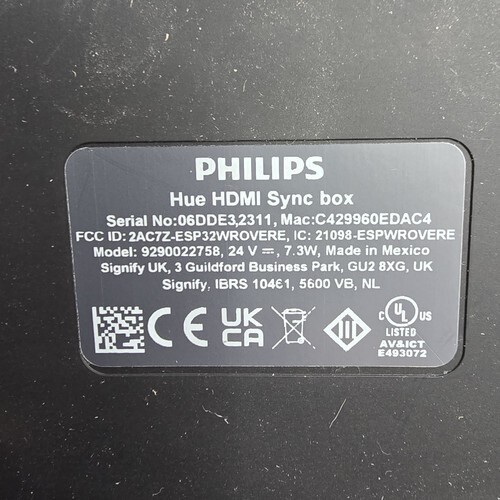 PHILIPS
Hue HDMI Sync box
Serial No:06DDE3,2311, Mac:C429960EDAC4
FCC ID: 2AC7Z-ESP32WROVERE, IC: 21098-ESPWROVERE
Model: 9290022758, 24 V ⎓, 7.3W, Made in Mexico
Signify UK, 3 Guildford Business Park, GU2 8XG, UK
Signify. IBRS 10461, 5600 VB, NL
CE UK CA C UL US
LISTED
AV&ICT
E493072